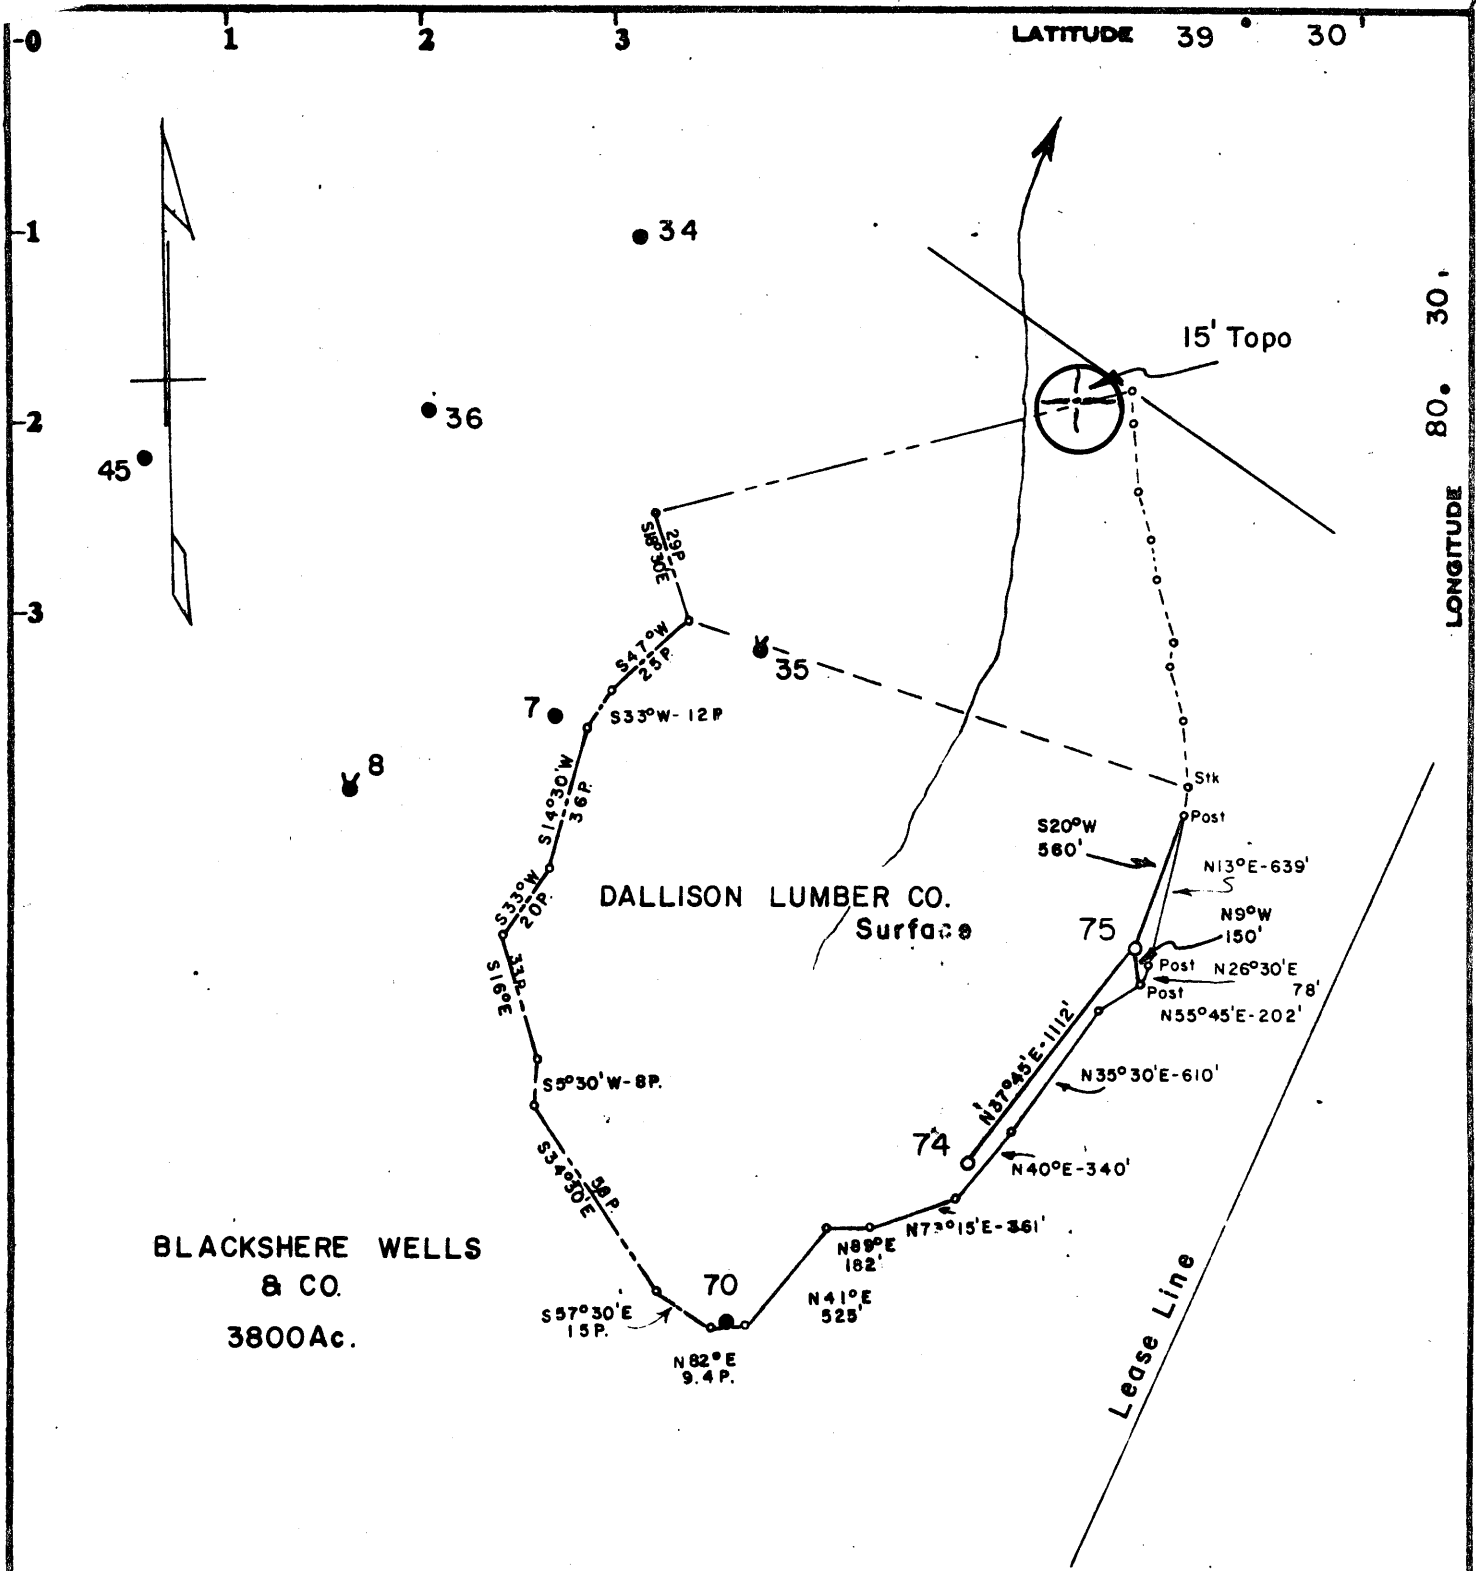 -0
1
2
3
LATITUDE 39° 30'
-1
34
30'
15' Topo
80°
-2
36
45
LONGITUDE
S18°30'E
29P.
-3
S47°W
25P.
35
7
S33°W-12P.
8
Stk
Post
S14°30'W
36P.
S20°W
560'
N13°E-639'
S33°W
20P.
DALLISON LUMBER CO.
Surface
N9°W
150'
75
Post
N26°30'E
78'
S16°E
33P.
Post
N55°45'E-202'
N37°45'E-1112'
N35°30'E-610'
S5°30'W-8P.
74
N40°E-340'
S34°30'E
58P.
N73°15'E-361'
BLACKSHERE WELLS
& CO.
3800Ac.
N89°E
182'
70
N41°E
525'
S57°30'E
15P.
Lease Line
N82°E
9.4P.